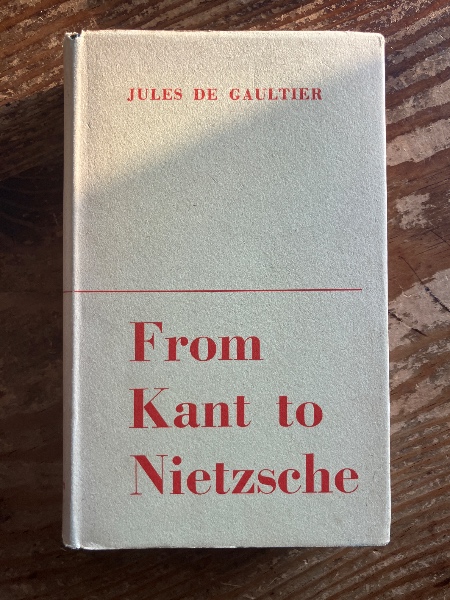 JULES DE GAULTIER
From
Kant to
Nietzsche